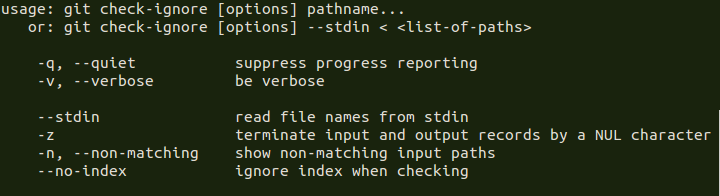 usage: git check-ignore [options] pathname...
   or: git check-ignore [options] --stdin < <list-of-paths>

    -q, --quiet           suppress progress reporting
    -v, --verbose         be verbose

    --stdin               read file names from stdin
    -z                    terminate input and output records by a NUL character
    -n, --non-matching    show non-matching input paths
    --no-index            ignore index when checking